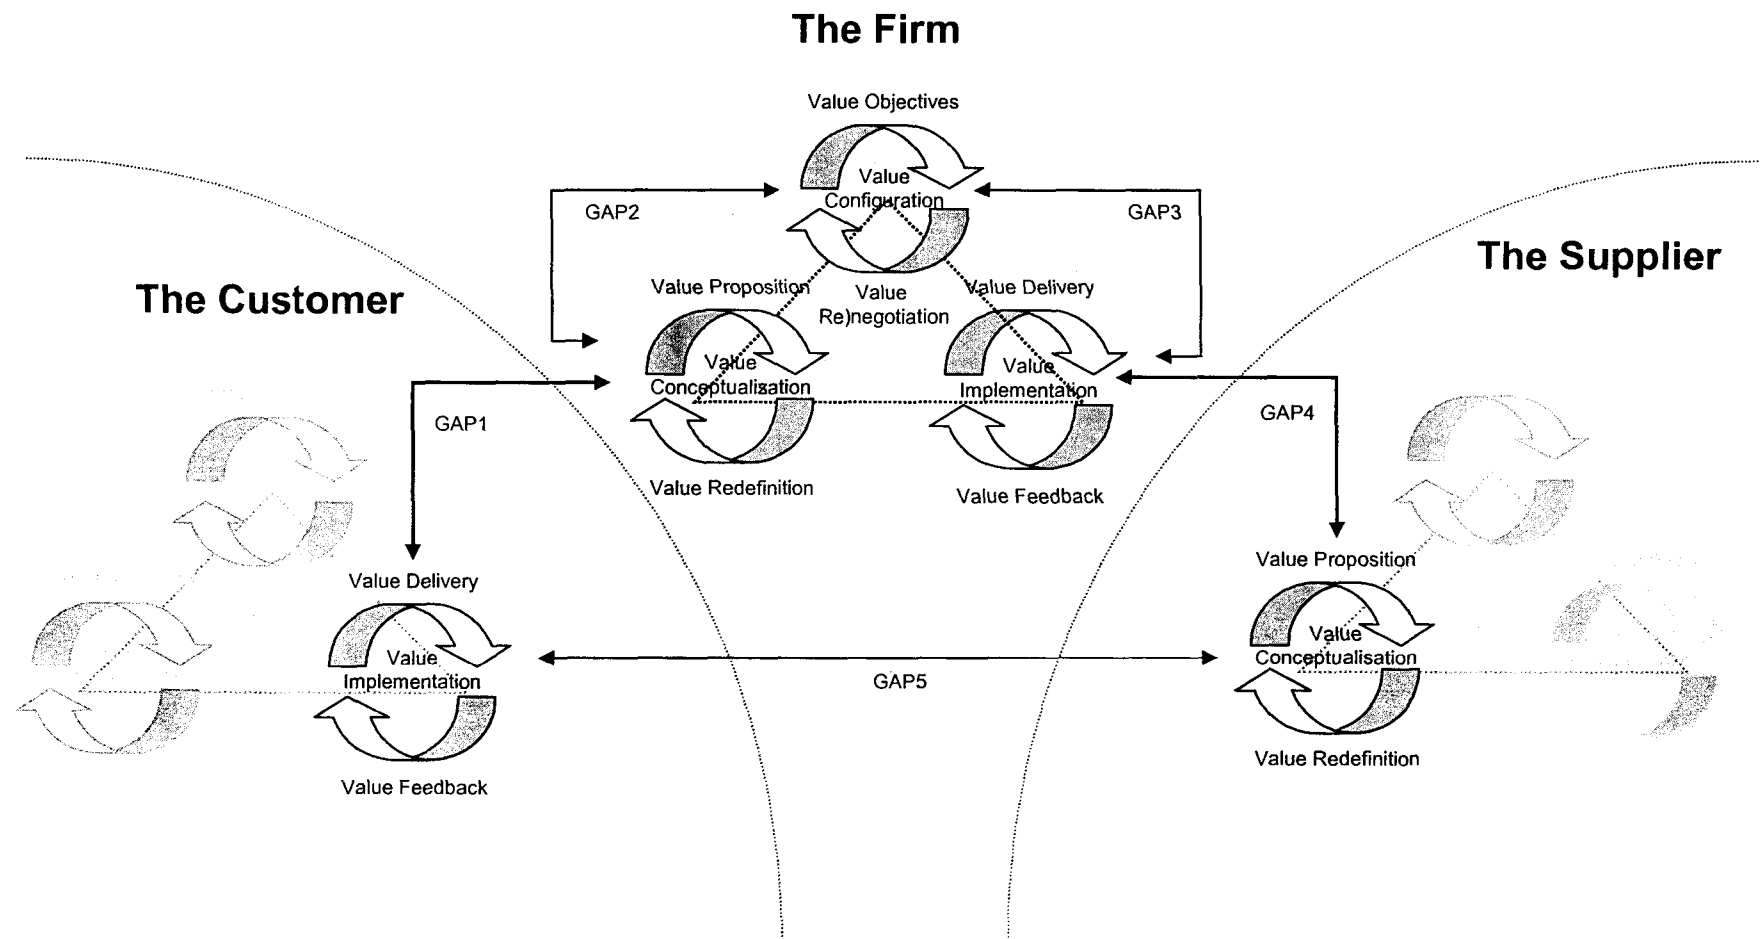 The Firm
Value Objectives
Value
Configuration
GAP2
GAP3
The Supplier
The Customer
Value Proposition
Value
Re)negotiation
Value Delivery
Value
Conceptualisation
Value
Implementation
GAP1
GAP4
Value Redefinition
Value Feedback
Value Delivery
Value
Implementation
Value Feedback
GAP5
Value Proposition
Value
Conceptualisation
Value Redefinition